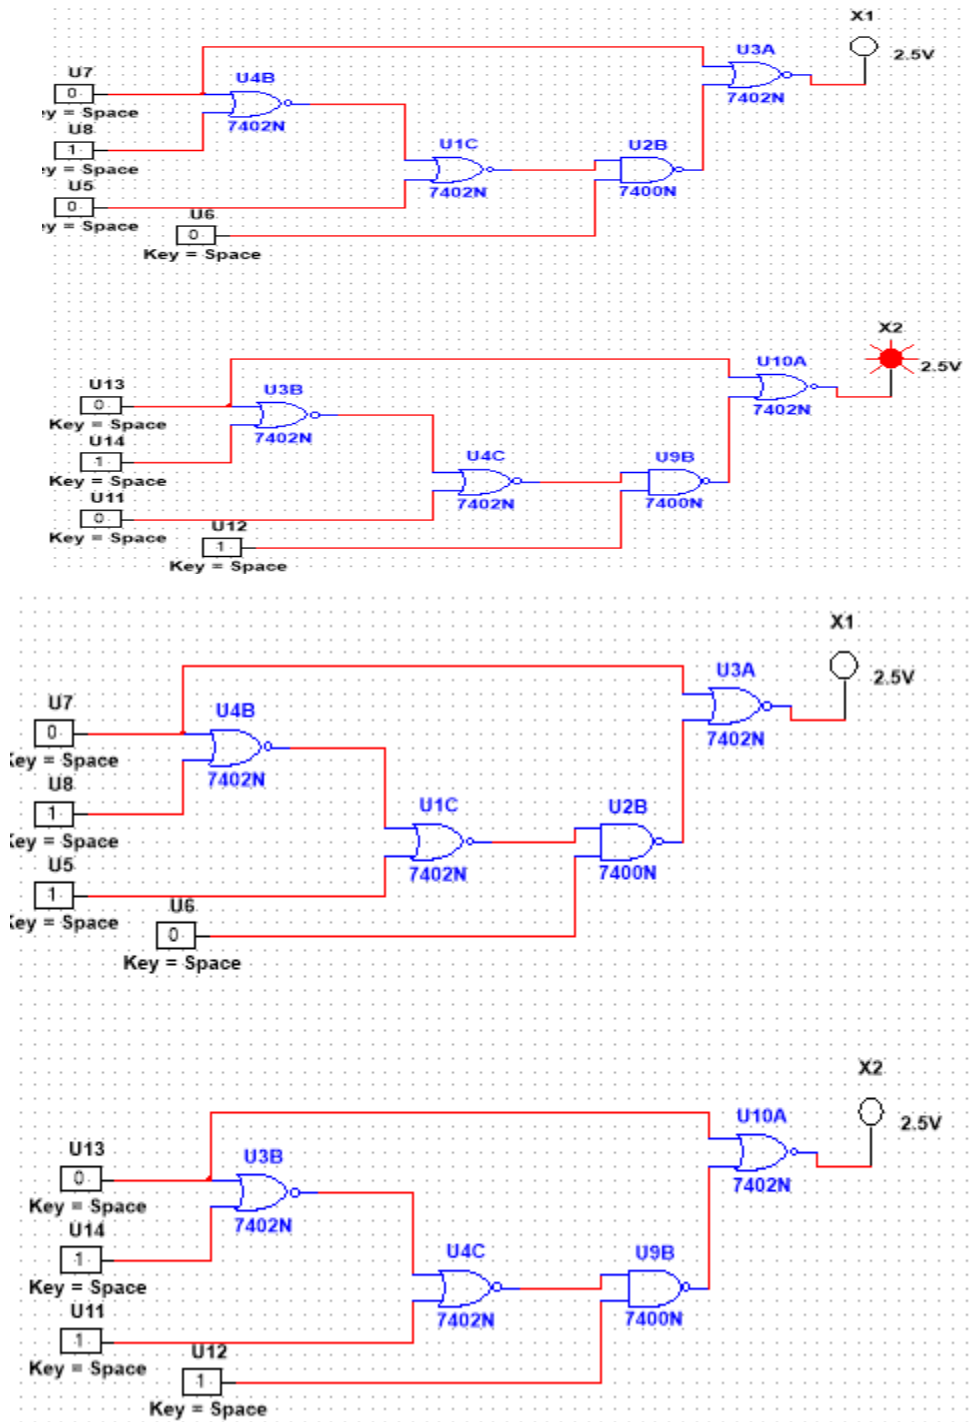 X1
U3A
2.5V
U7
U4B
0
7402N
ey = Space
7402N
U8
1
U1C
U2B
ey = Space
U5
7402N
7400N
0
U6
ey = Space
0
Key = Space
X2
U10A
2.5V
U13
U3B
0
7402N
Key = Space
7402N
U14
1
U4C
U9B
Key = Space
U11
7402N
7400N
0
U12
Key = Space
1
Key = Space
X1
U3A
2.5V
U7
U4B
0
7402N
Key = Space
7402N
U8
U1C
U2B
1
Key = Space
U5
7402N
7400N
1
U6
Key = Space
0
Key = Space
X2
U10A
2.5V
U13
U3B
0
7402N
Key = Space
7402N
U14
U4C
U9B
1
Key = Space
U11
7402N
7400N
1
U12
Key = Space
1
Key = Space